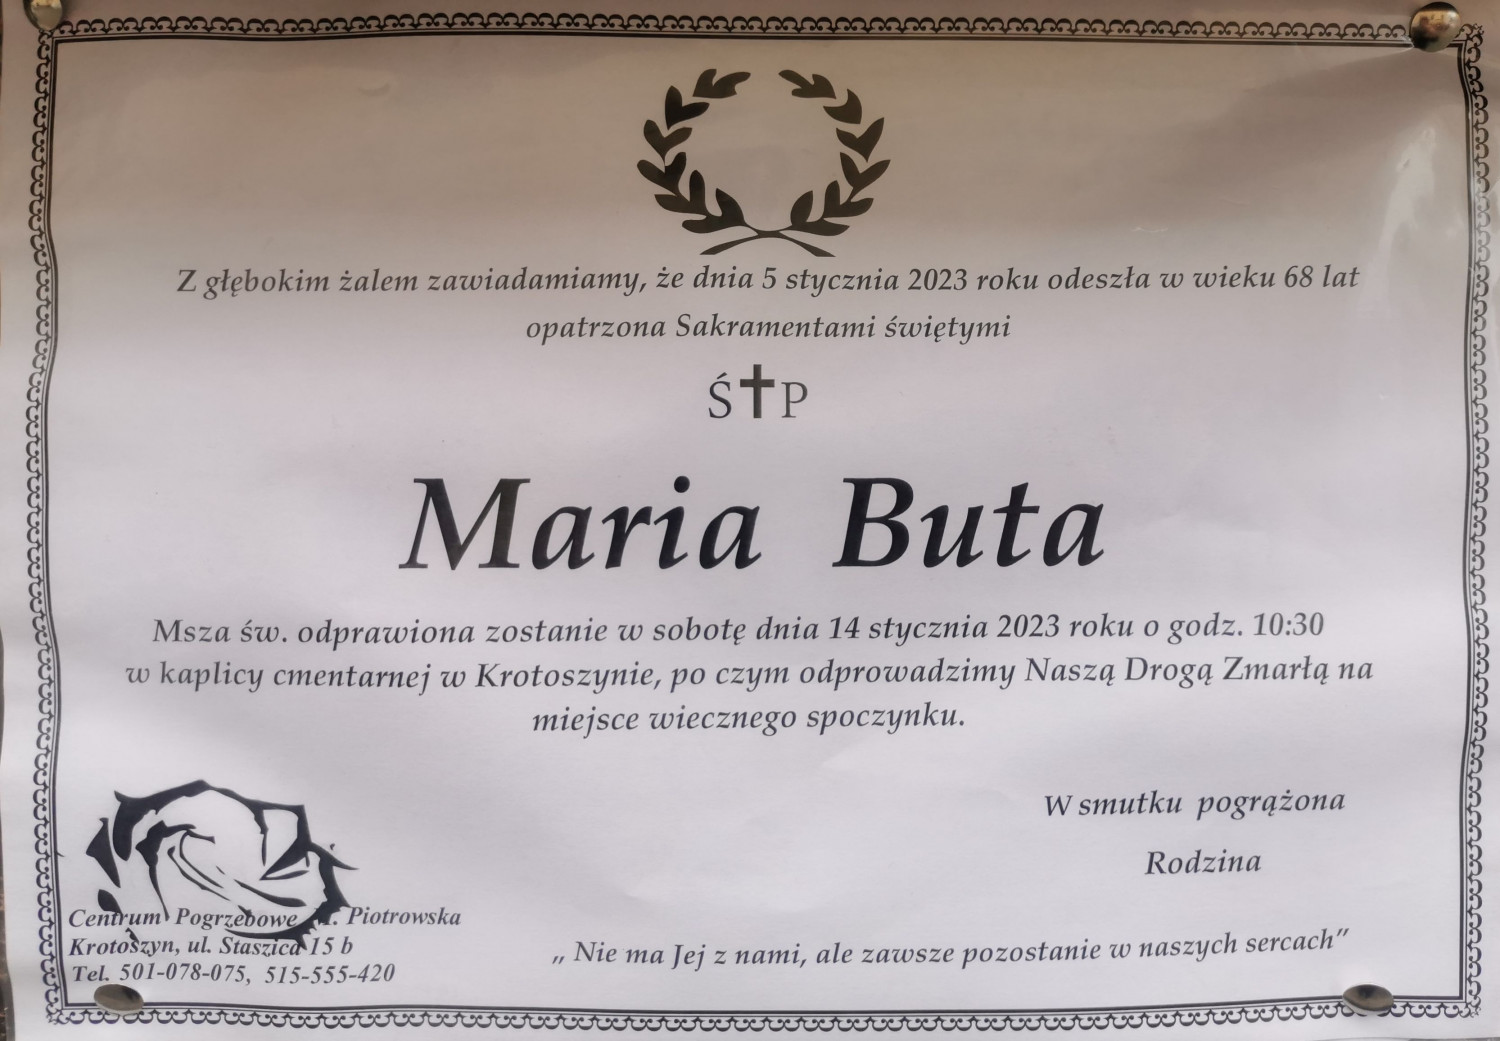 Z głębokim żalem zawiadamiamy, że dnia 5 stycznia 2023 roku odeszła w wieku 68 lat
opatrzona Sakramentami świętymi
Ś✝P
Maria Buta
Msza św. odprawiona zostanie w sobotę dnia 14 stycznia 2023 roku o godz. 10:30
w kaplicy cmentarnej w Krotoszynie, po czym odprowadzimy Naszą Drogą Zmarłą na
miejsce wiecznego spoczynku.
W smutku pogrążona
Rodzina
Centrum Pogrzebowe Piotrowska
Krotoszyn, ul. Staszica 15 b
Tel. 501-078-075, 515-555-420
„ Nie ma Jej z nami, ale zawsze pozostanie w naszych sercach”